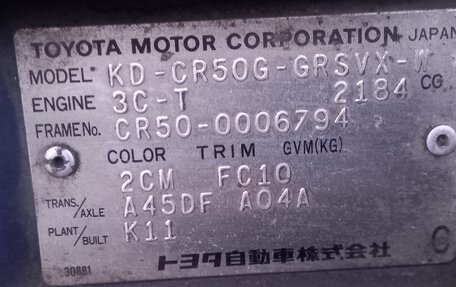 TOYOTA MOTOR CORPORATION JAPAN
MODEL KD-CR50G-GRSVX-W
ENGINE 3C-T 2184 CG
FRAME No. CR50-0006794
COLOR TRIM GVM(KG)
2CM FC10
TRANS./AXLE A45DF A04A
PLANT/BUILT K11
30881 トヨタ自動車株式会社 C